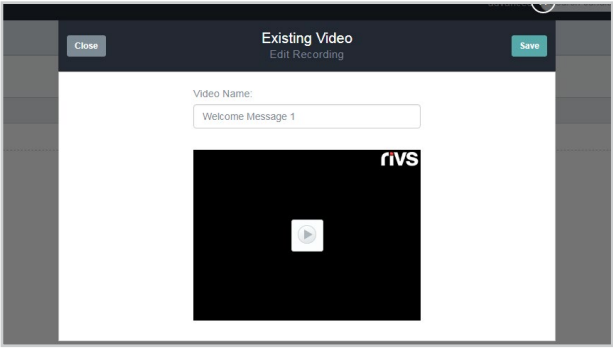 Close
Existing Video
Edit Recording
Save
Video Name:
Welcome Message 1
rivs